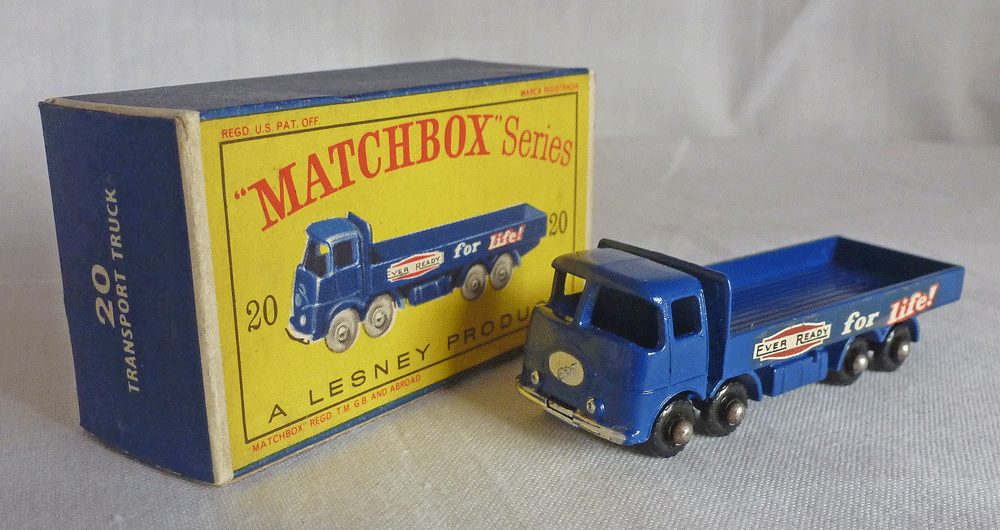 20
TRANSPORT TRUCK
REGD. U.S. PAT. OFF.
MARCA REGISTRADA
"MATCHBOX" Series
20
EVER READY for life!
20
A LESNEY PRODU
"MATCHBOX" REGD. T.M. G.B. AND ABROAD
ERF
EVER READY for life!